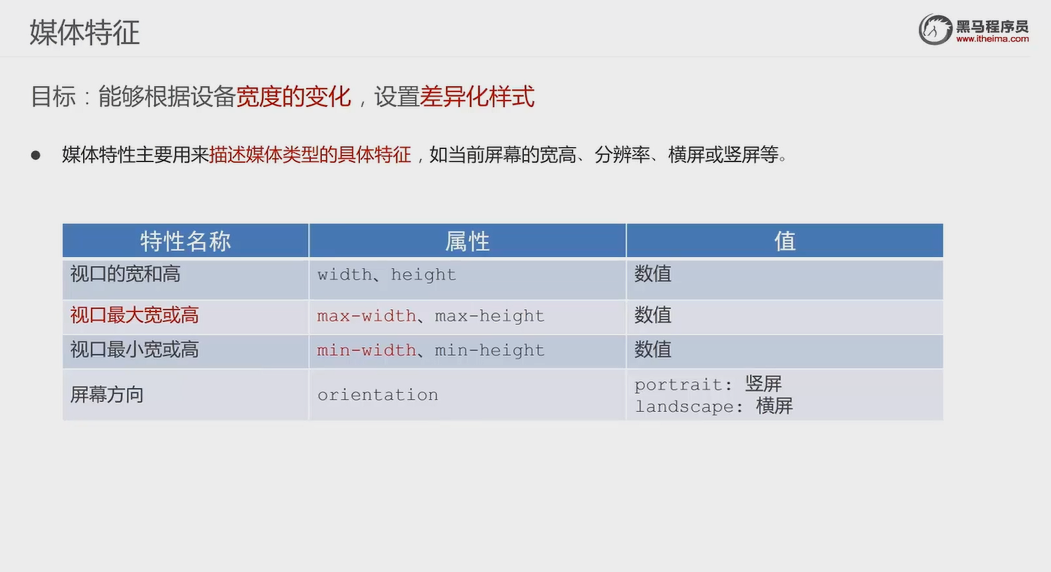 媒体特征
黑马程序员
www.itheima.com
目标：能够根据设备宽度的变化，设置差异化样式
● 媒体特性主要用来描述媒体类型的具体特征，如当前屏幕的宽高、分辨率、横屏或竖屏等。
特性名称 属性 值
视口的宽和高 width、height 数值
视口最大宽或高 max-width、max-height 数值
视口最小宽或高 min-width、min-height 数值
屏幕方向 orientation portrait: 竖屏
landscape: 横屏